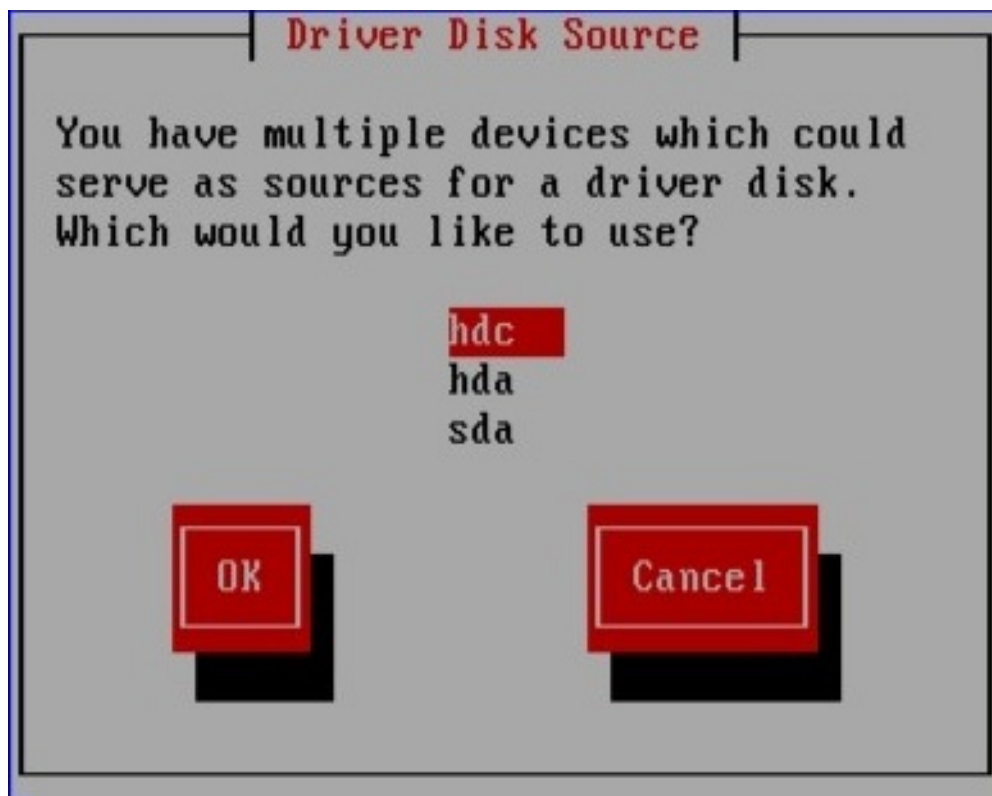 Driver Disk Source
You have multiple devices which could
serve as sources for a driver disk.
Which would you like to use?
hdc
hda
sda
OK
Cancel